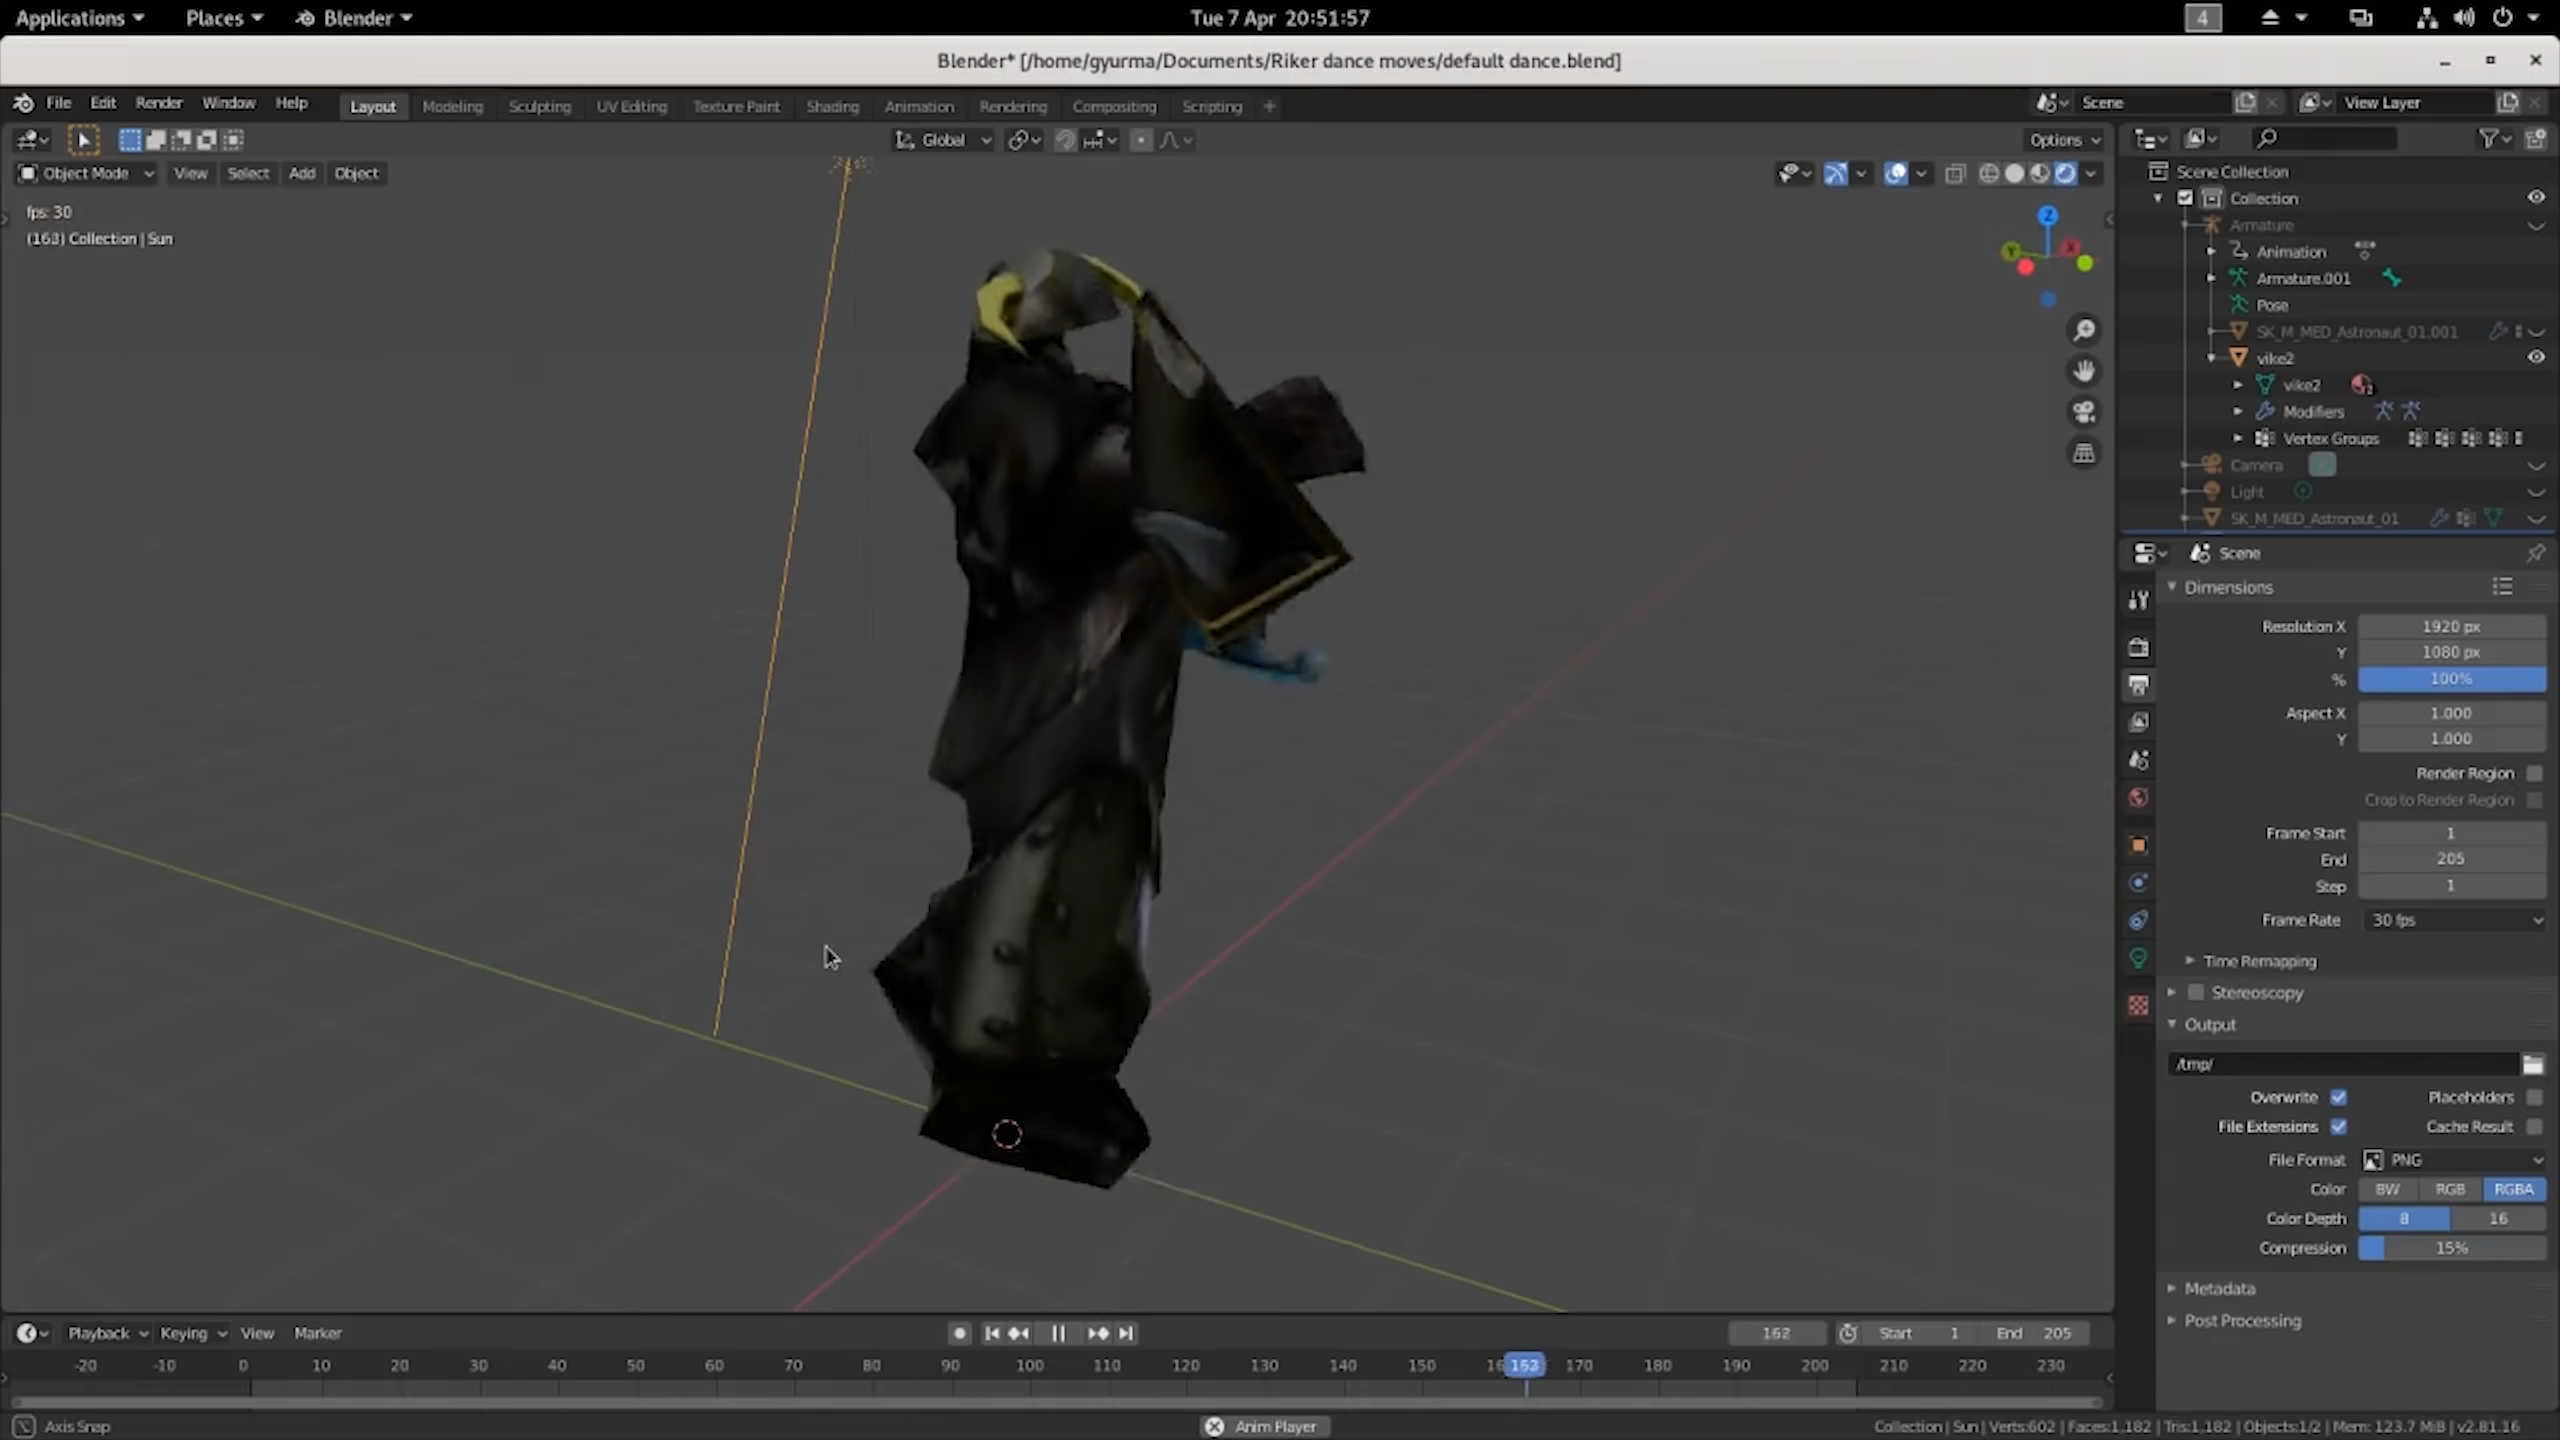 Applications Places Blender Tue 7 Apr 20:51:57 4
Blender* [/home/gyurma/Documents/Riker dance moves/default dance.blend]
File Edit Render Window Help Layout Modeling Sculpting UV Editing Texture Paint Shading Animation Rendering Compositing Scripting + Scene View Layer
Global Options
Object Mode View Select Add Object
fps: 30
(163) Collection | Sun
Z
Y
X
Scene Collection
Collection
Armature
Animation
Armature.001
Pose
SK_M_MED_Astronaut_01.001
vike2
vike2
Modifiers
Vertex Groups
Camera
Light
SK_M_MED_Astronaut_01
Scene
Dimensions
Resolution X 1920 px
Y 1080 px
% 100%
Aspect X 1.000
Y 1.000
Render Region
Crop to Render Region
Frame Start 1
End 205
Step 1
Frame Rate 30 fps
Time Remapping
Stereoscopy
Output
/tmp/
Overwrite Placeholders
File Extensions Cache Result
File Format PNG
Color BW RGB RGBA
Color Depth 8 16
Compression 15%
Metadata
Post Processing
Playback Keying View Marker 162 Start 1 End 205
-20 -10 0 10 20 30 40 50 60 70 80 90 100 110 120 130 140 150 163 170 180 190 200 210 220 230
Axis Snap Anim Player Collection | Sun | Verts:602 | Faces:1,182 | Tris:1,182 | Objects:1/2 | Mem: 123.7 MiB | v2.81.16